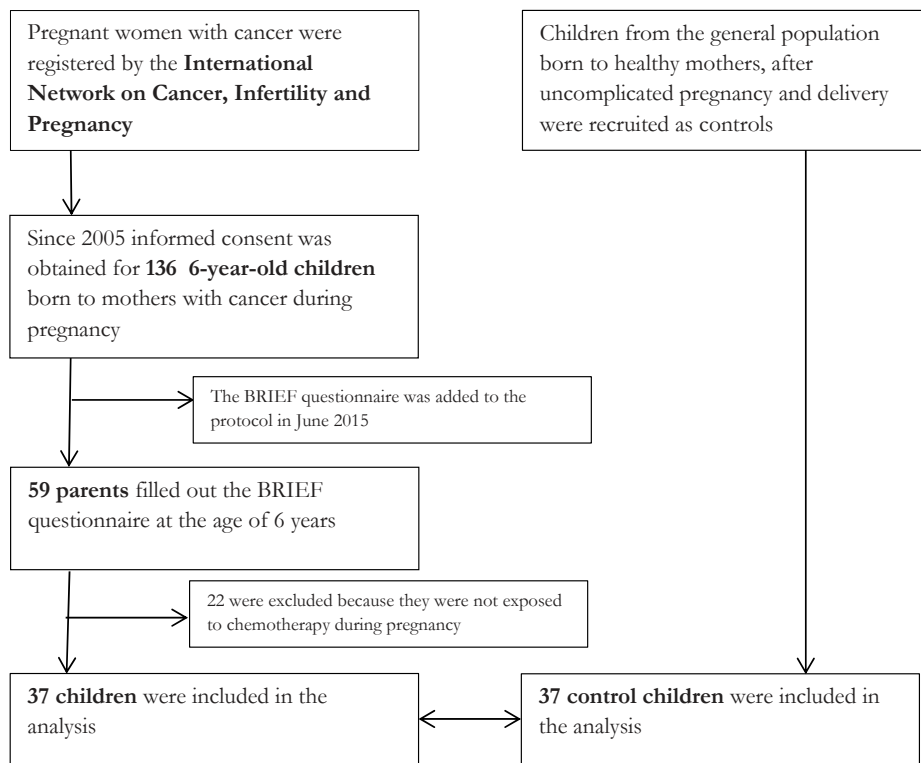 Pregnant women with cancer were
registered by the International
Network on Cancer, Infertility and
Pregnancy
Children from the general population
born to healthy mothers, after
uncomplicated pregnancy and delivery
were recruited as controls
Since 2005 informed consent was
obtained for 136 6-year-old children
born to mothers with cancer during
pregnancy
The BRIEF questionnaire was added to the
protocol in June 2015
59 parents filled out the BRIEF
questionnaire at the age of 6 years
22 were excluded because they were not exposed
to chemotherapy during pregnancy
37 children were included in the
analysis
37 control children were included in
the analysis